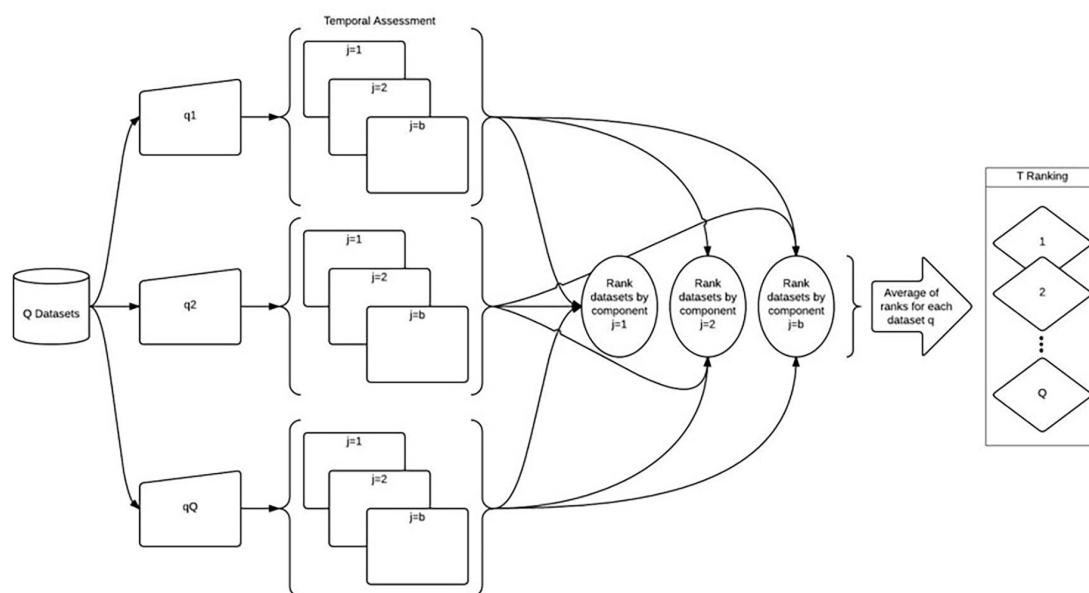 Temporal Assessment
j=1
j=2
j=b
q1
T Ranking
1
2
Q
j=1
j=2
j=b
q2
Q Datasets
Rank
datasets by
component
j=1
Rank
datasets by
component
j=2
Rank
datasets by
component
j=b
Average of
ranks for each
dataset q
j=1
j=2
j=b
qQ